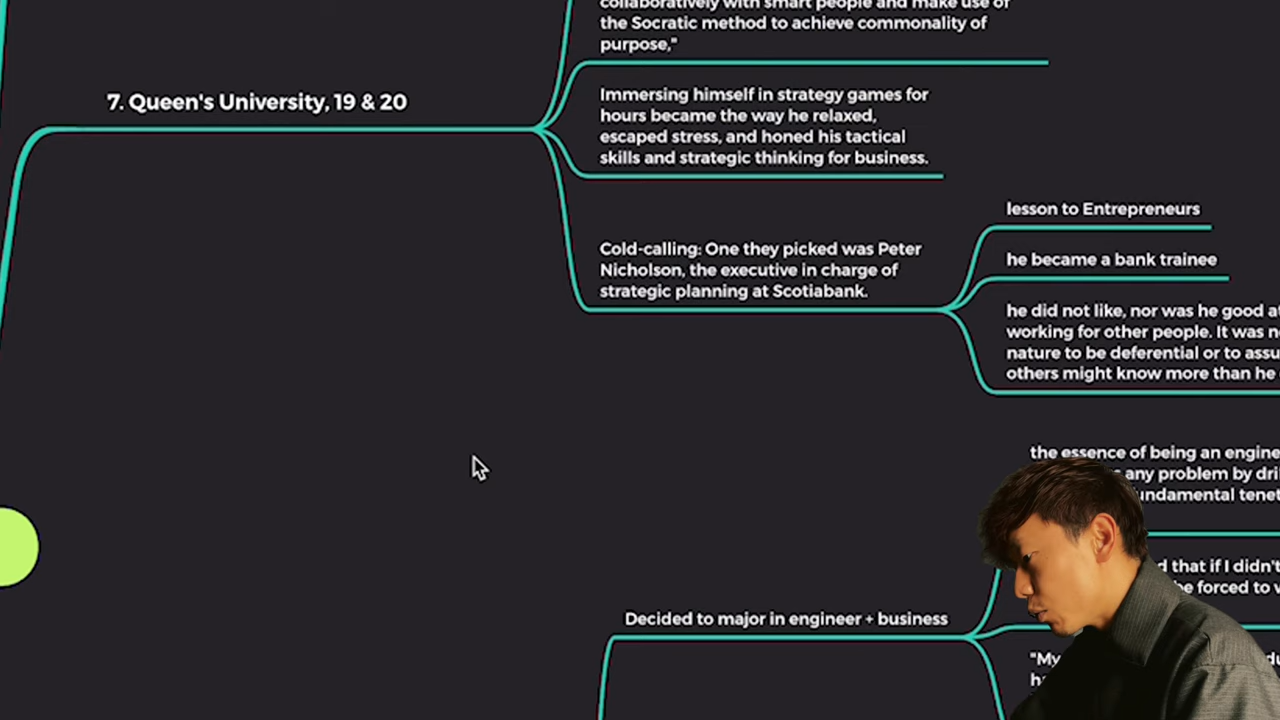 collaboratively with smart people and make use of
the Socratic method to achieve commonality of
purpose,"
7. Queen's University, 19 & 20
Immersing himself in strategy games for
hours became the way he relaxed,
escaped stress, and honed his tactical
skills and strategic thinking for business.
Cold-calling: One they picked was Peter
Nicholson, the executive in charge of
strategic planning at Scotiabank.
lesson to Entrepreneurs
he became a bank trainee
he did not like, nor was he good at
working for other people. It was
nature to be deferential or to
others might know more than he
the essence of being an
any problem by
that if I didn't
be forced to
Decided to major in engineer + business
"My